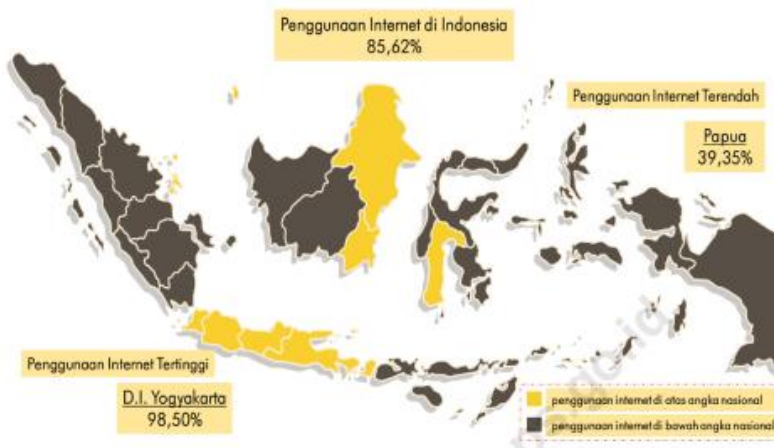 Penggunaan Internet di Indonesia
85,62%
Penggunaan Internet Terendah
Papua
39,35%
Penggunaan Internet Tertinggi
D.I. Yogyakarta
98,50%
penggunaan internet di atas angka nasional
penggunaan internet di bawah angka nasional